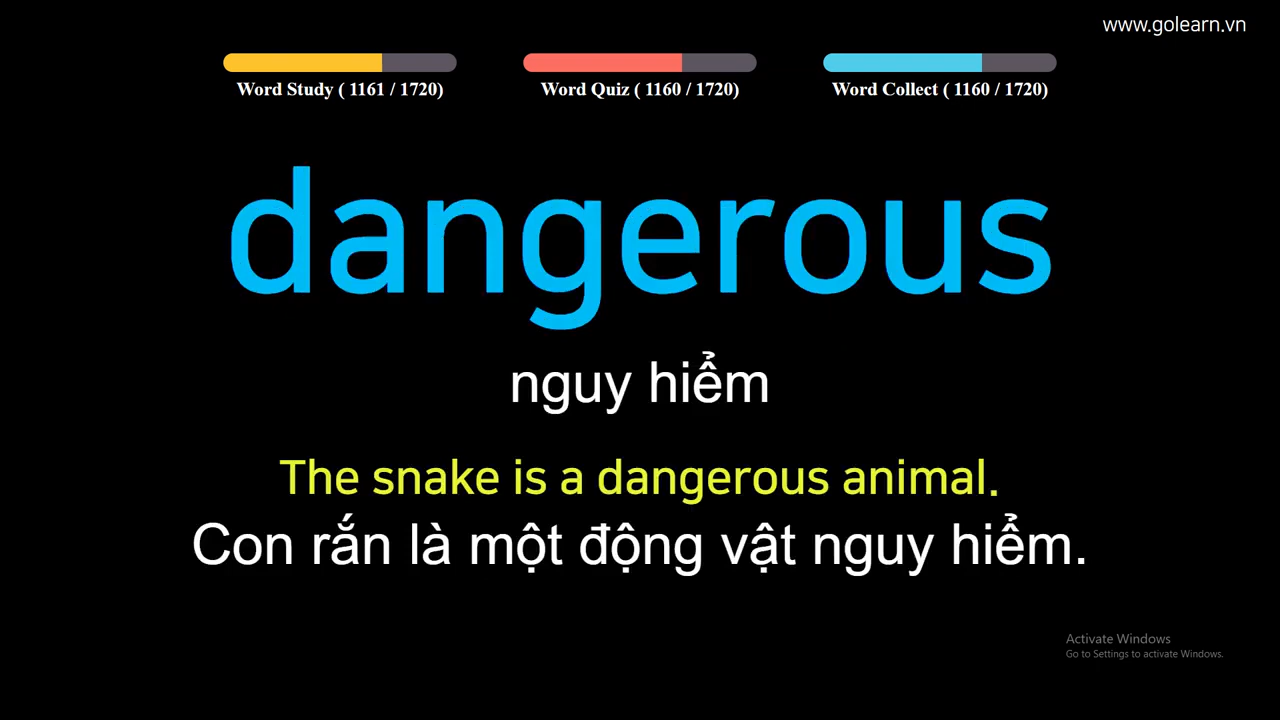 www.golearn.vn
Word Study ( 1161 / 1720)
Word Quiz ( 1160 / 1720)
Word Collect ( 1160 / 1720)
dangerous
nguy hiểm
The snake is a dangerous animal.
Con rắn là một động vật nguy hiểm.
Activate Windows
Go to Settings to activate Windows.